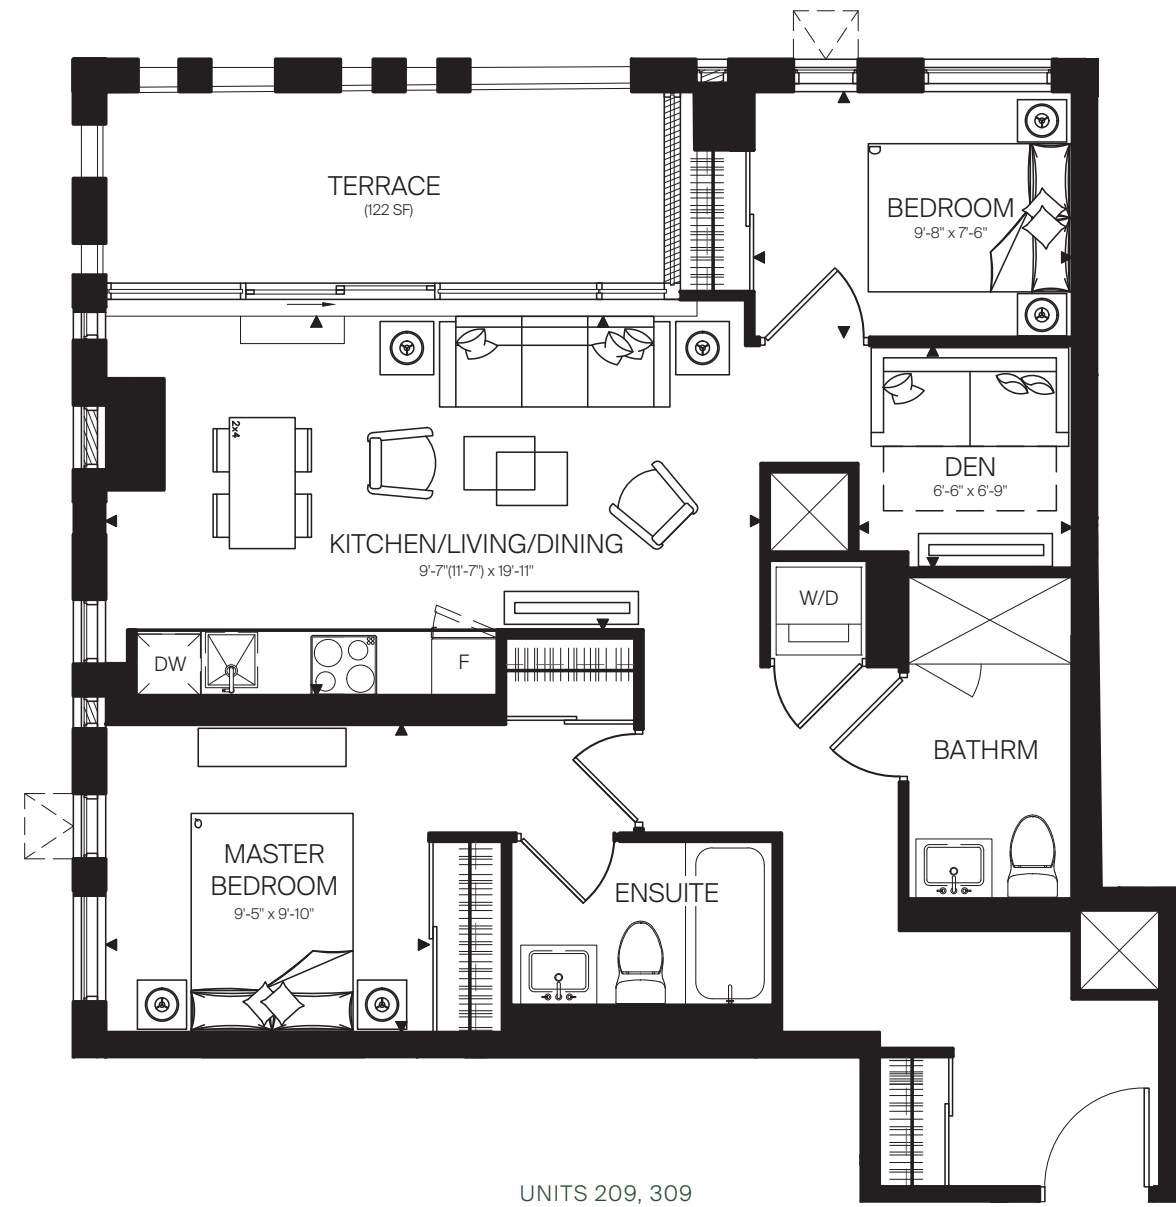 TERRACE
(122 SF)
BEDROOM
9'-8" x 7'-6"
2x4
DEN
6'-6" x 6'-9"
KITCHEN/LIVING/DINING
9'-7"(11'-7") x 19'-11"
W/D
DW
F
BATHRM
MASTER
BEDROOM
9'-5" x 9'-10"
ENSUITE
UNITS 209, 309